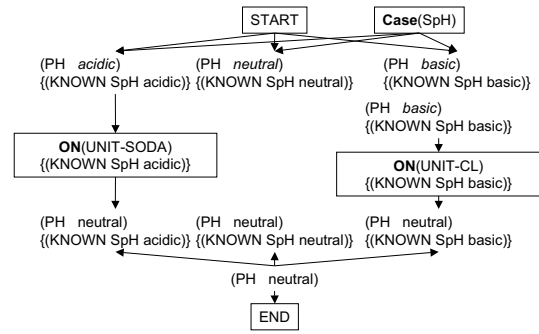 START
Case(SpH)
(PH acidic)
{(KNOWN SpH acidic)}
(PH neutral)
{(KNOWN SpH neutral)}
(PH basic)
{(KNOWN SpH basic)}
(PH basic)
{(KNOWN SpH basic)}
ON(UNIT-SODA)
{(KNOWN SpH acidic)}
ON(UNIT-CL)
{(KNOWN SpH basic)}
(PH neutral)
{(KNOWN SpH acidic)}
(PH neutral)
{(KNOWN SpH neutral)}
(PH neutral)
{(KNOWN SpH basic)}
(PH neutral)
END